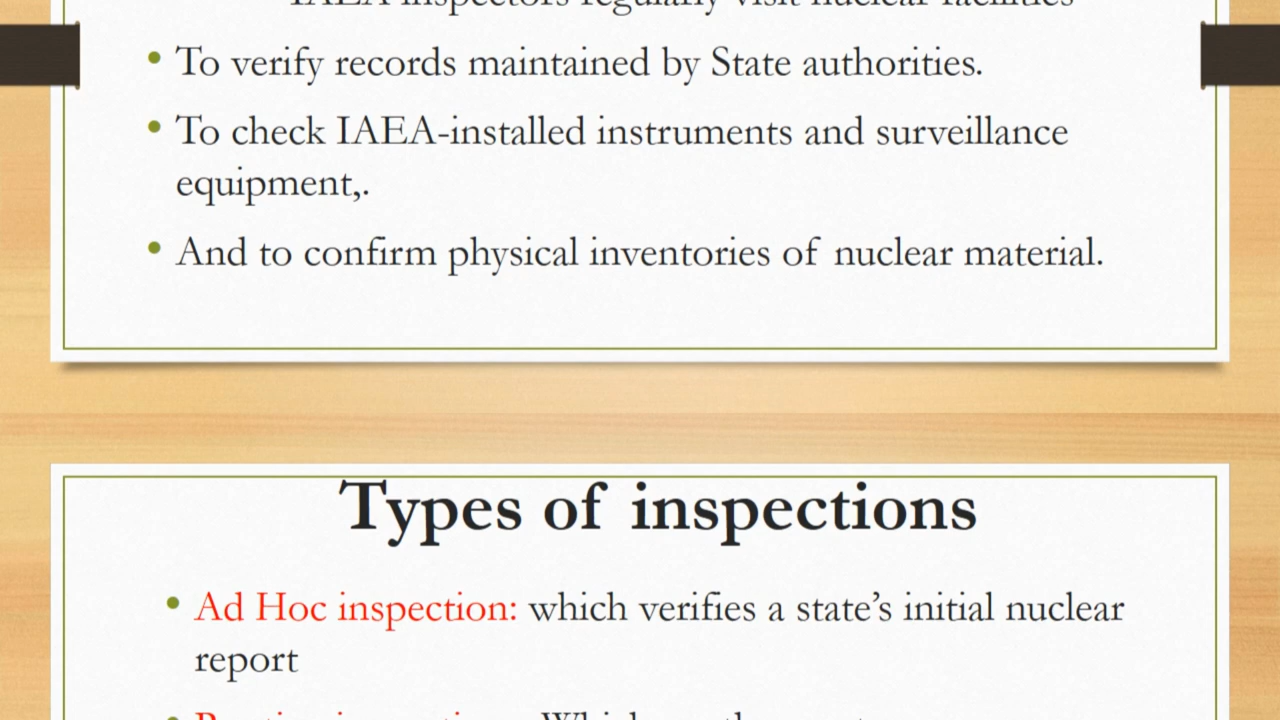 IAEA inspectors regularly visit nuclear facilities
• To verify records maintained by State authorities.
• To check IAEA-installed instruments and surveillance
equipment,.
• And to confirm physical inventories of nuclear material.
Types of inspections
• Ad Hoc inspection: which verifies a state’s initial nuclear
report